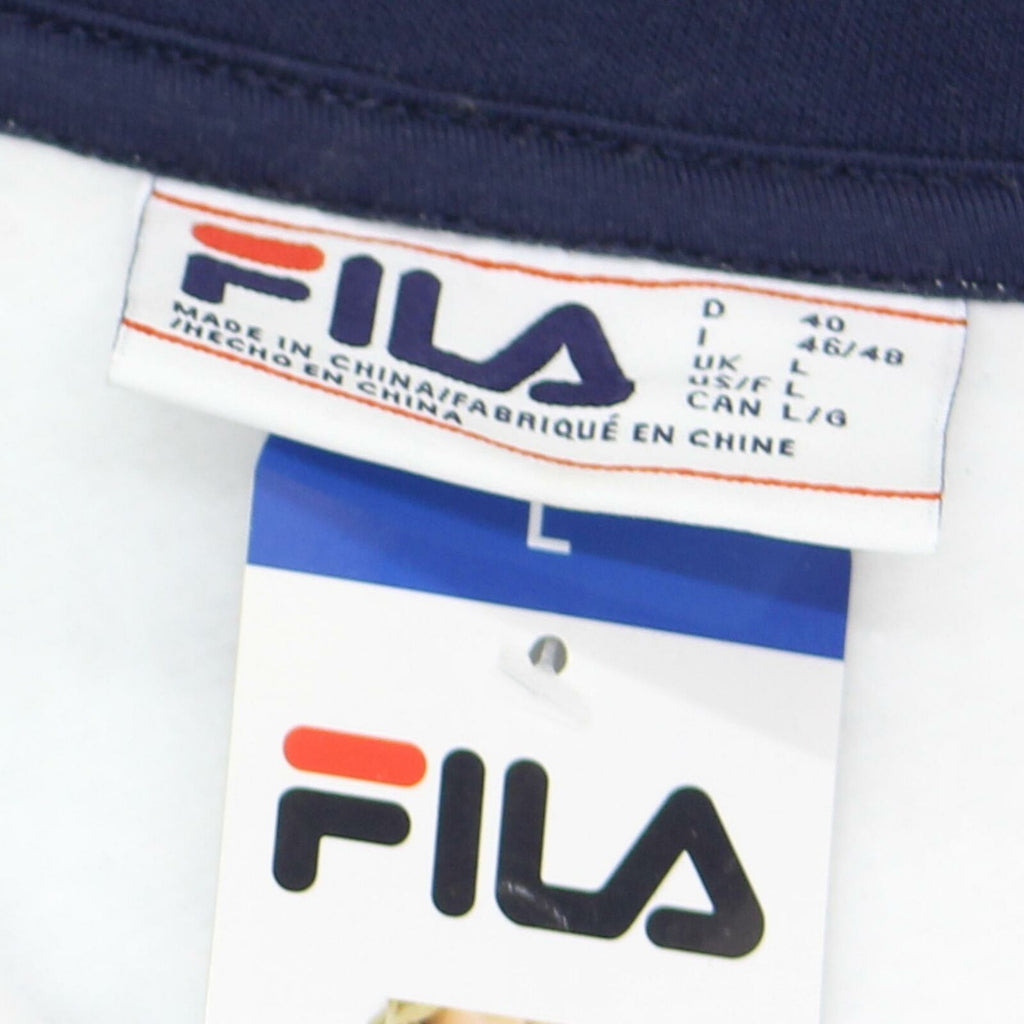 FILA
D 40
I 46/48
UK L
US/F L
CAN L/G
MADE IN CHINA/FABRIQUÉ EN CHINE
/HECHO EN CHINA
L
FILA